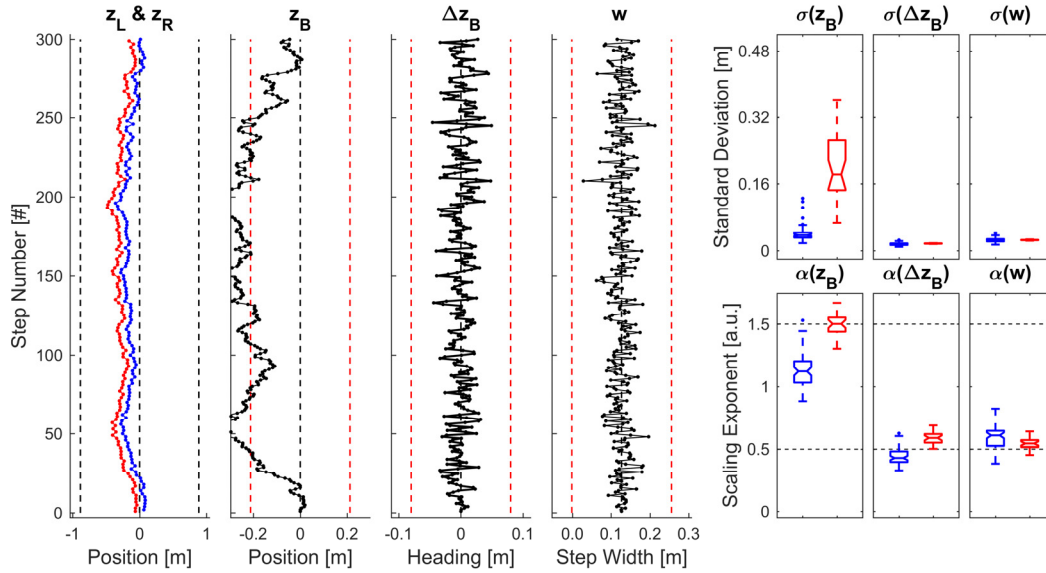 z_L & z_R
z_B
Δz_B
w
σ(z_B)
σ(Δz_B)
σ(w)
Step Number [#]
300
250
200
150
100
50
0
-1
0
1
Position [m]
-0.2
0
0.2
Position [m]
-0.1
0
0.1
Heading [m]
0
0.1
0.2
0.3
Step Width [m]
Standard Deviation [m]
0.48
0.32
0.16
0
α(z_B)
α(Δz_B)
α(w)
Scaling Exponent [a.u.]
1.5
1
0.5
0